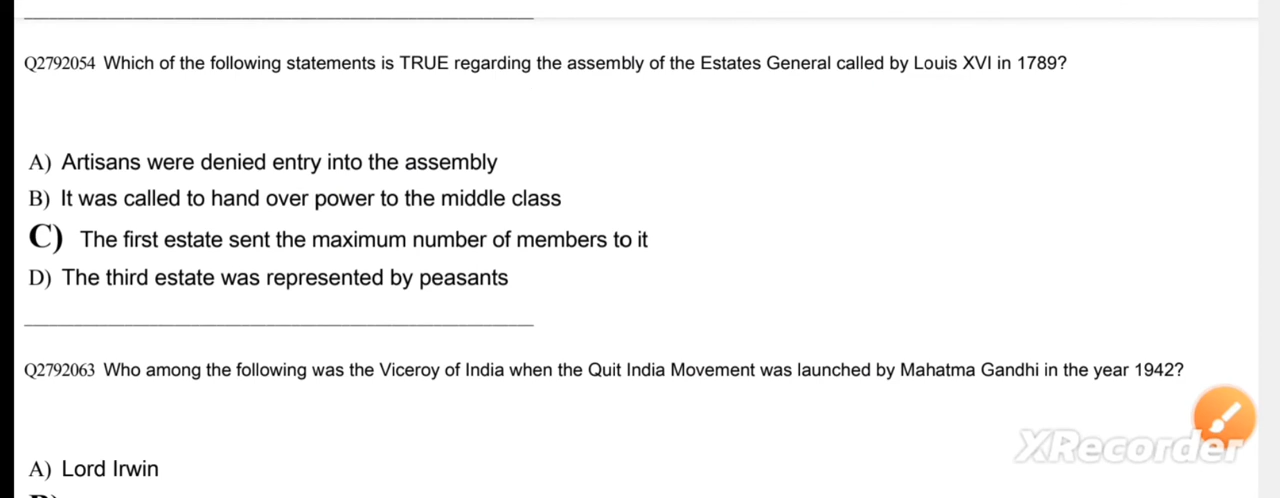 Q2792054 Which of the following statements is TRUE regarding the assembly of the Estates General called by Louis XVI in 1789?
A) Artisans were denied entry into the assembly
B) It was called to hand over power to the middle class
C) The first estate sent the maximum number of members to it
D) The third estate was represented by peasants
Q2792063 Who among the following was the Viceroy of India when the Quit India Movement was launched by Mahatma Gandhi in the year 1942?
XRecorder
A) Lord Irwin